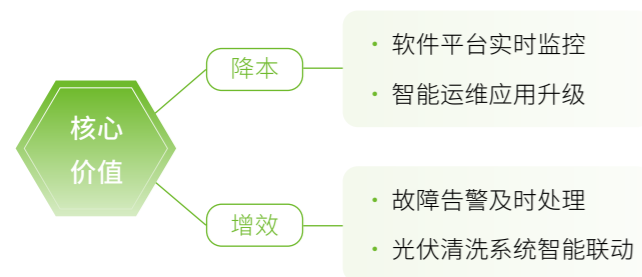 核心
价值
降本
• 软件平台实时监控
• 智能运维应用升级
增效
• 故障告警及时处理
• 光伏清洗系统智能联动